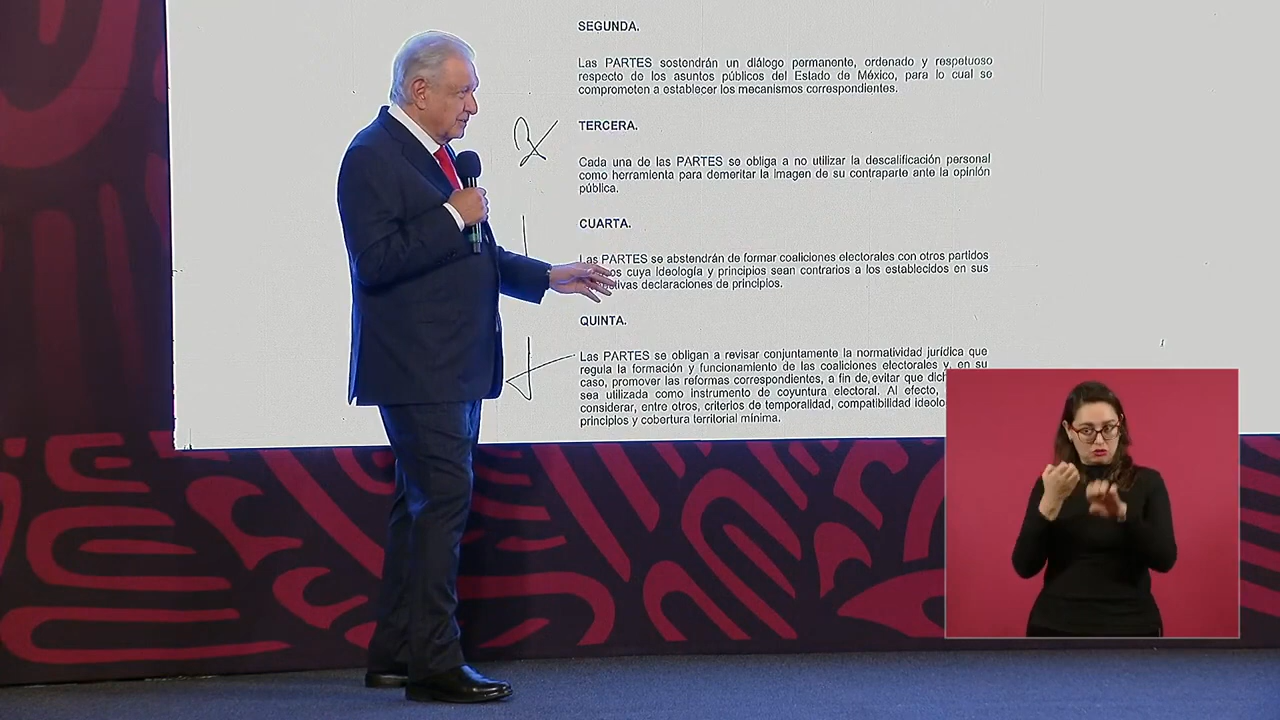 SEGUNDA.
Las PARTES sostendrán un diálogo permanente, ordenado y respetuoso
respecto de los asuntos públicos del Estado de México, para lo cual se
comprometen a establecer los mecanismos correspondientes.
TERCERA.
Cada una de las PARTES se obliga a no utilizar la descalificación personal
como herramienta para demeritar la imagen de su contraparte ante la opinión
pública.
CUARTA.
Las PARTES se abstendrán de formar coaliciones electorales con otros partidos
cuya ideología y principios sean contrarios a los establecidos en sus
declaraciones de principios.
QUINTA.
Las PARTES se obligan a revisar conjuntamente la normatividad jurídica que
regula la formación y funcionamiento de las coaliciones electorales y, en su
caso, promover las reformas correspondientes, a fin de evitar que
sea utilizada como instrumento de coyuntura electoral. Al efecto,
considerar, entre otros, criterios de temporalidad, compatibilidad
principios y cobertura territorial mínima.